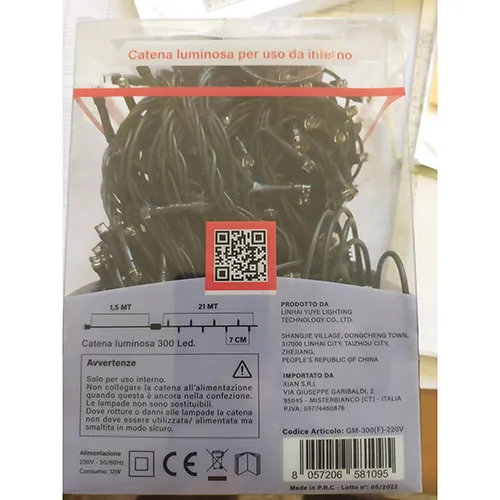 Catena luminosa per uso da interno
1,5 MT
21 MT
7 CM
Catena luminosa 300 Led.
Avvertenze
Solo per uso interno.
Non collegare la catena all'alimentazione
quando questa è ancora nella confezione.
Le lampade non sono sostituibili.
Dove rotture o danni alle lampade la catena
non deve essere utilizzata/ alimentata ma
smaltita in modo sicuro.
Alimentazione
230V - 50/60Hz
Consumo: 12W
CE
PRODOTTO DA
LINHAI YUYE LIGHTING
TECHNOLOGY CO., LTD.
SHANGJIE VILLAGE, DONGCHENG TOWN,
317000 LINHAI CITY, TAIZHOU CITY,
ZHEJIANG,
PEOPLE'S REPUBLIC OF CHINA
IMPORTATO DA
XIAN S.R.L
VIA GIUSEPPE GARIBALDI, 2
95045 - MISTERBIANCO (CT) - ITALIA
P.IVA: 05774460876
Codice Articolo: GM-300(F)-220V
8 057206 581095
Made in P.R.C - Lotto n°: 05/2022